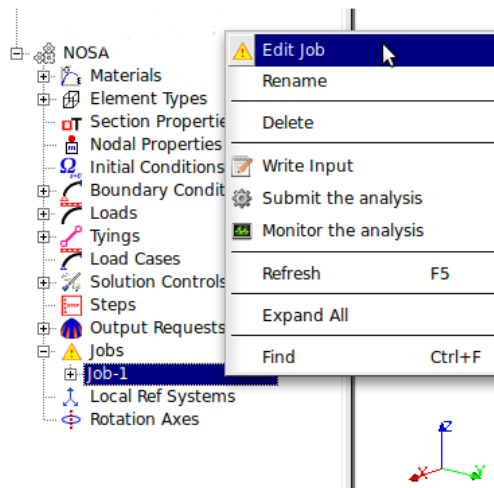 NOSA
Materials
Element Types
Section Propertie
Nodal Properties
Initial Conditions
Boundary Condit
Loads
Tyings
Load Cases
Solution Controls
Steps
Output Requests
Jobs
Job-1
Local Ref Systems
Rotation Axes
Edit Job
Rename
Delete
Write Input
Submit the analysis
Monitor the analysis
Refresh F5
Expand All
Find Ctrl+F
Z
X
Y